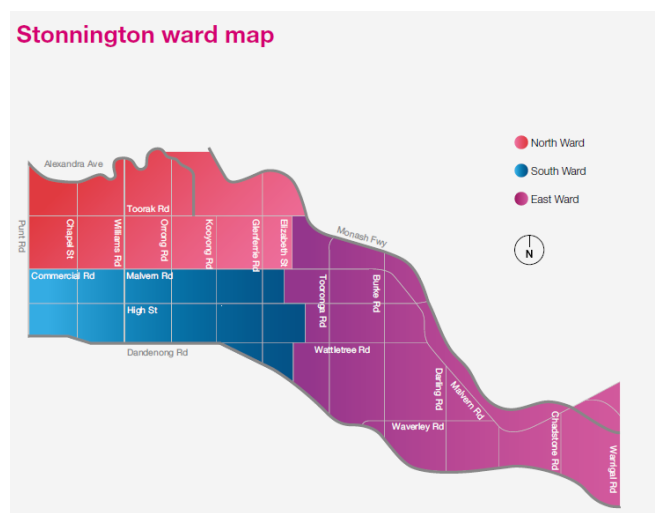 Stonnington ward map
North Ward
South Ward
East Ward
N
Alexandra Ave
Toorak Rd
Punt Rd
Chapel St
Williams Rd
Orrong Rd
Kooyong Rd
Glenferrie Rd
Elizabeth St
Monash Fwy
Commercial Rd
Malvern Rd
High St
Tooronga Rd
Burke Rd
Dandenong Rd
Wattletree Rd
Darling Rd
Malvern Rd
Waverley Rd
Chadstone Rd
Warrigal Rd